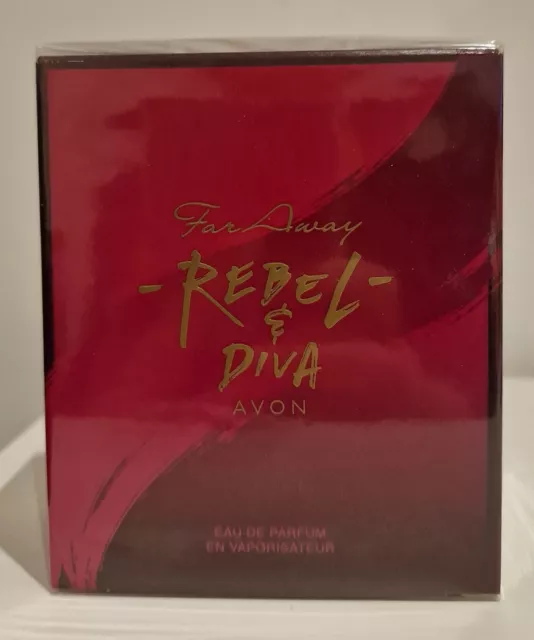 Far Away
- REBEL -
&
DIVA
AVON
EAU DE PARFUM
EN VAPORISATEUR